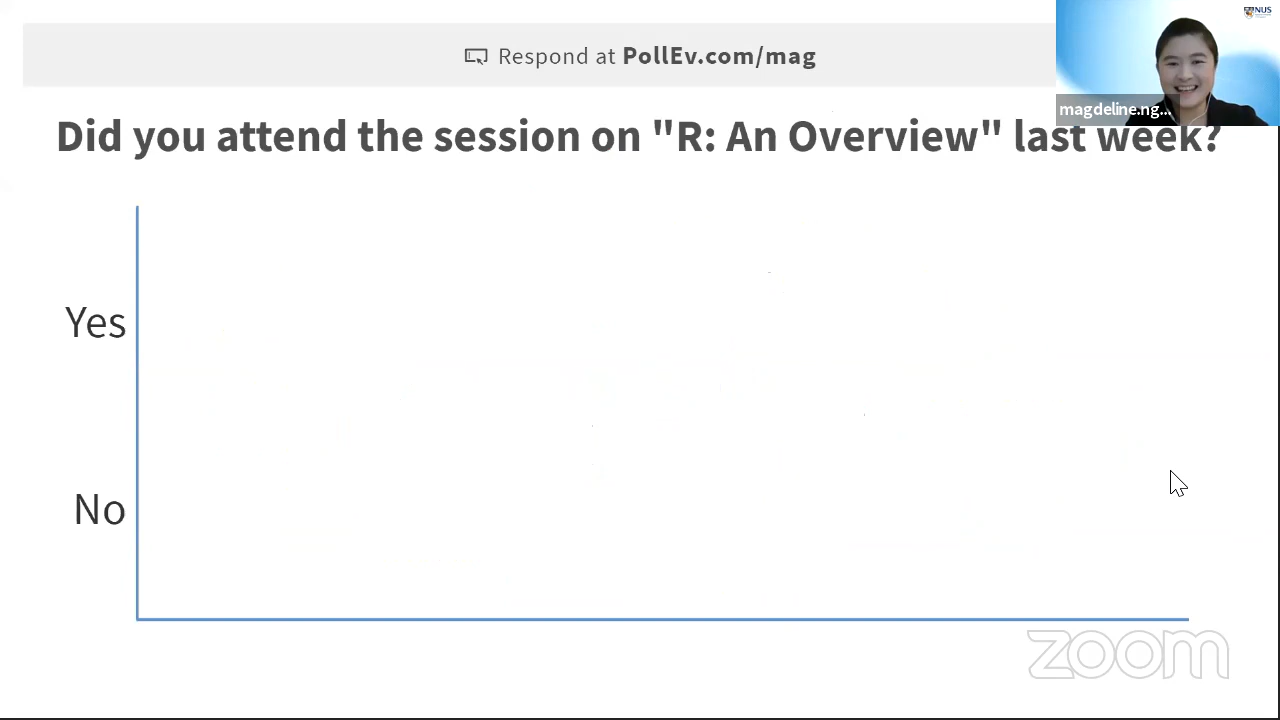 NUS
Respond at PollEv.com/mag
magdeline.ng...
Did you attend the session on "R: An Overview" last week?
Yes
No
zoom